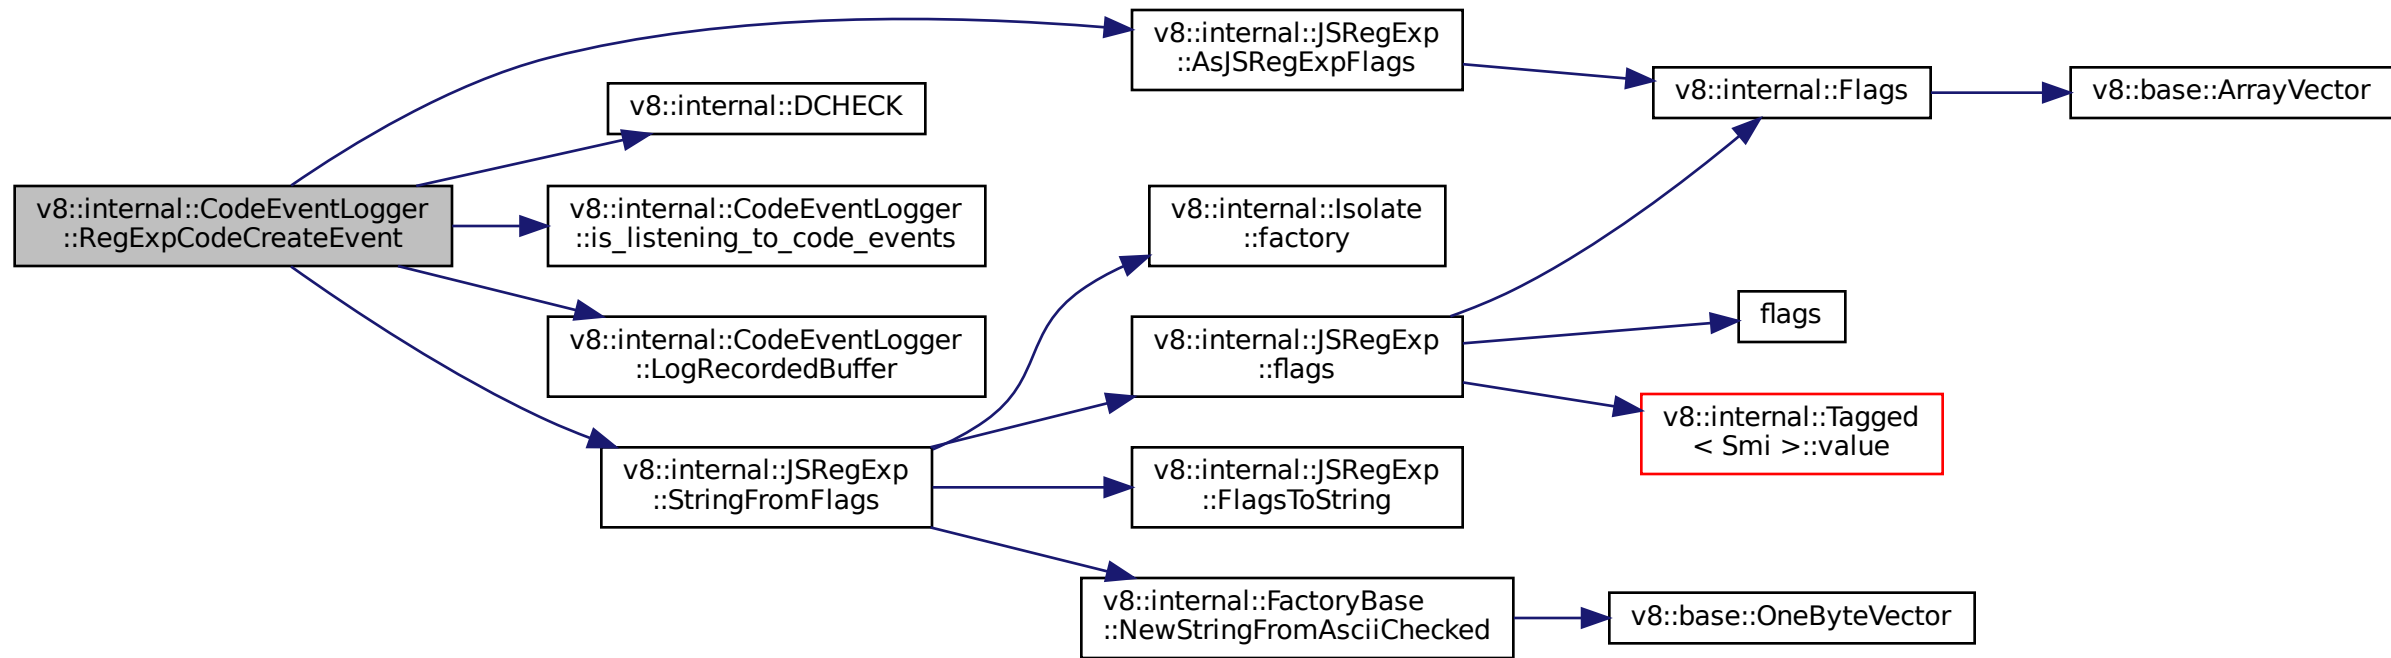 v8::internal::CodeEventLogger
::RegExpCodeCreateEvent
v8::internal::JSRegExp
::AsJSRegExpFlags
v8::internal::DCHECK
v8::internal::CodeEventLogger
::is_listening_to_code_events
v8::internal::CodeEventLogger
::LogRecordedBuffer
v8::internal::JSRegExp
::StringFromFlags
v8::internal::Flags
v8::base::ArrayVector
v8::internal::Isolate
::factory
v8::internal::JSRegExp
::flags
flags
v8::internal::Tagged
< Smi >::value
v8::internal::JSRegExp
::FlagsToString
v8::internal::FactoryBase
::NewStringFromAsciiChecked
v8::base::OneByteVector